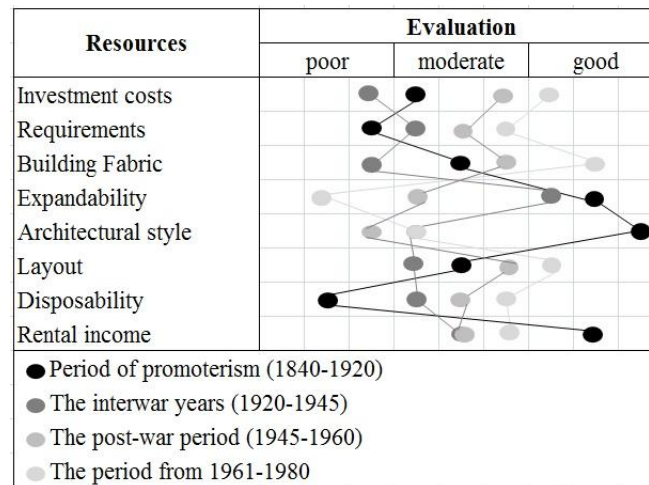 Resources
Evaluation
poor moderate good
Investment costs
Requirements
Building Fabric
Expandability
Architectural style
Layout
Disposability
Rental income
Period of promoterism (1840-1920)
The interwar years (1920-1945)
The post-war period (1945-1960)
The period from 1961-1980